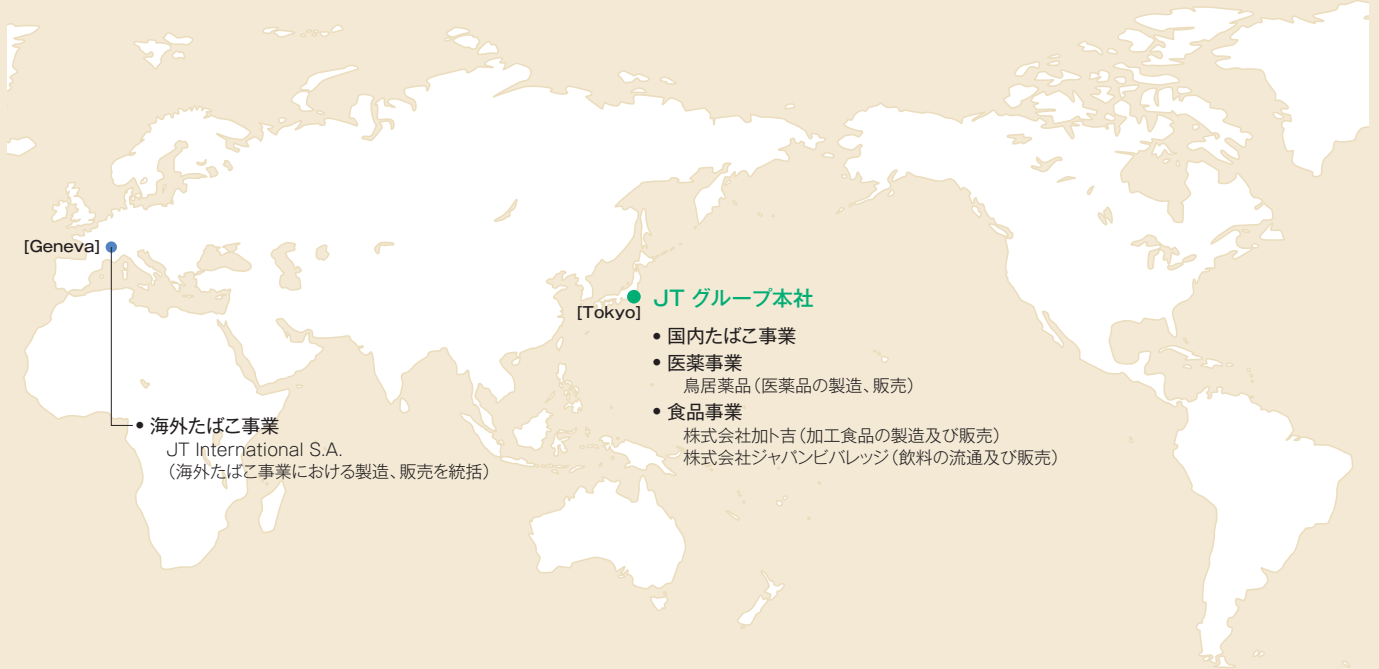 [Geneva]
• 海外たばこ事業
JT International S.A.
（海外たばこ事業における製造、販売を統括）
[Tokyo]
JT グループ本社
• 国内たばこ事業
• 医薬事業
鳥居薬品（医薬品の製造、販売）
• 食品事業
株式会社加ト吉（加工食品の製造及び販売）
株式会社ジャパンビバレッジ（飲料の流通及び販売）